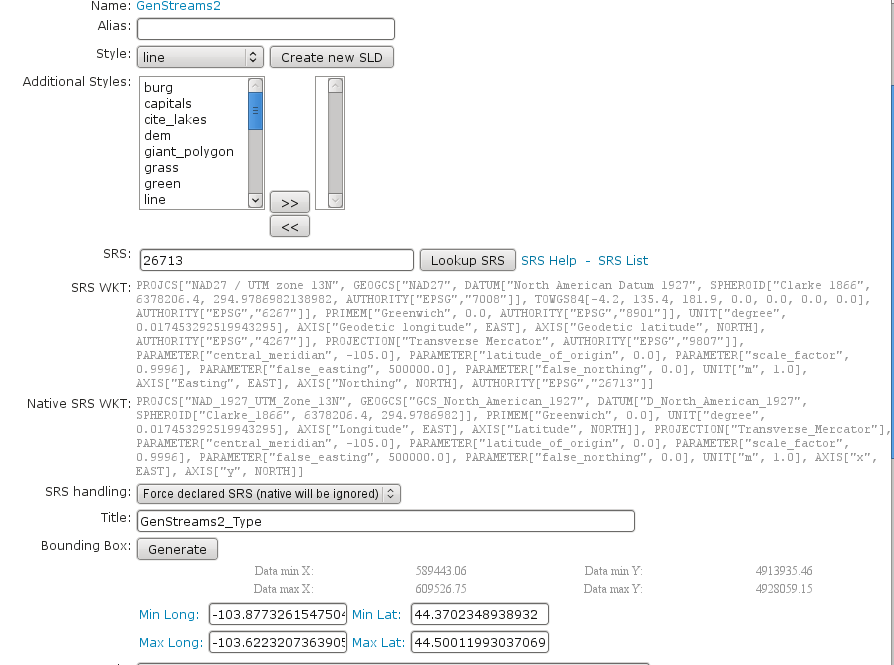 Name: GenStreams2
Alias:
Style: line Create new SLD
Additional Styles:
burg
capitals
cite_lakes
dem
giant_polygon
grass
green
line
>>
<<
SRS: 26713 Lookup SRS SRS Help - SRS List
SRS WKT: PROJCS["NAD27 / UTM zone 13N", GEOGCS["NAD27", DATUM["North American Datum 1927", SPHEROID["Clarke 1866",
6378206.4, 294.9786982138982, AUTHORITY["EPSG","7008"]], TOWGS84[-4.2, 135.4, 181.9, 0.0, 0.0, 0.0, 0.0],
AUTHORITY["EPSG","6267"]], PRIMEM["Greenwich", 0.0, AUTHORITY["EPSG","8901"]], UNIT["degree",
0.017453292519943295], AXIS["Geodetic longitude", EAST], AXIS["Geodetic latitude", NORTH],
AUTHORITY["EPSG","4267"]], PROJECTION["Transverse Mercator", AUTHORITY["EPSG","9807"]],
PARAMETER["central_meridian", -105.0], PARAMETER["latitude_of_origin", 0.0], PARAMETER["scale_factor",
0.9996], PARAMETER["false_easting", 500000.0], PARAMETER["false_northing", 0.0], UNIT["m", 1.0],
AXIS["Easting", EAST], AXIS["Northing", NORTH], AUTHORITY["EPSG","26713"]]
Native SRS WKT: PROJCS["NAD_1927_UTM_Zone_13N", GEOGCS["GCS_North_American_1927", DATUM["D_North_American_1927",
SPHEROID["Clarke_1866", 6378206.4, 294.9786982]], PRIMEM["Greenwich", 0.0], UNIT["degree",
0.017453292519943295], AXIS["Longitude", EAST], AXIS["Latitude", NORTH]], PROJECTION["Transverse_Mercator"],
PARAMETER["central_meridian", -105.0], PARAMETER["latitude_of_origin", 0.0], PARAMETER["scale_factor",
0.9996], PARAMETER["false_easting", 500000.0], PARAMETER["false_northing", 0.0], UNIT["m", 1.0], AXIS["x",
EAST], AXIS["y", NORTH]]
SRS handling: Force declared SRS (native will be ignored)
Title: GenStreams2_Type
Bounding Box: Generate
Data min X: 589443.06 Data min Y: 4913935.46
Data max X: 609526.75 Data max Y: 4928059.15
Min Long: -103.8773261547504 Min Lat: 44.3702348938932
Max Long: -103.6223207363905 Max Lat: 44.50011993037069